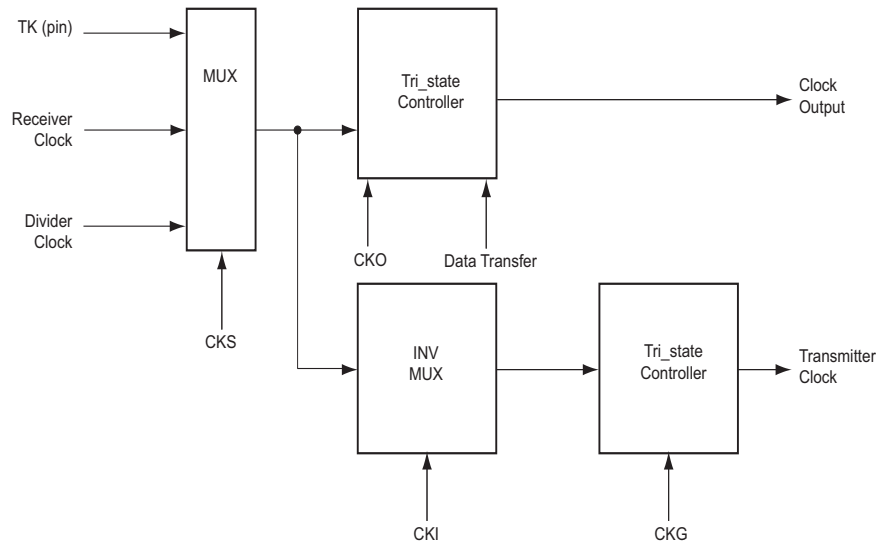 TK (pin)
MUX
Tri_state
Controller
Clock
Output
Receiver
Clock
Divider
Clock
CKO
Data Transfer
CKS
INV
MUX
Tri_state
Controller
Transmitter
Clock
CKI
CKG